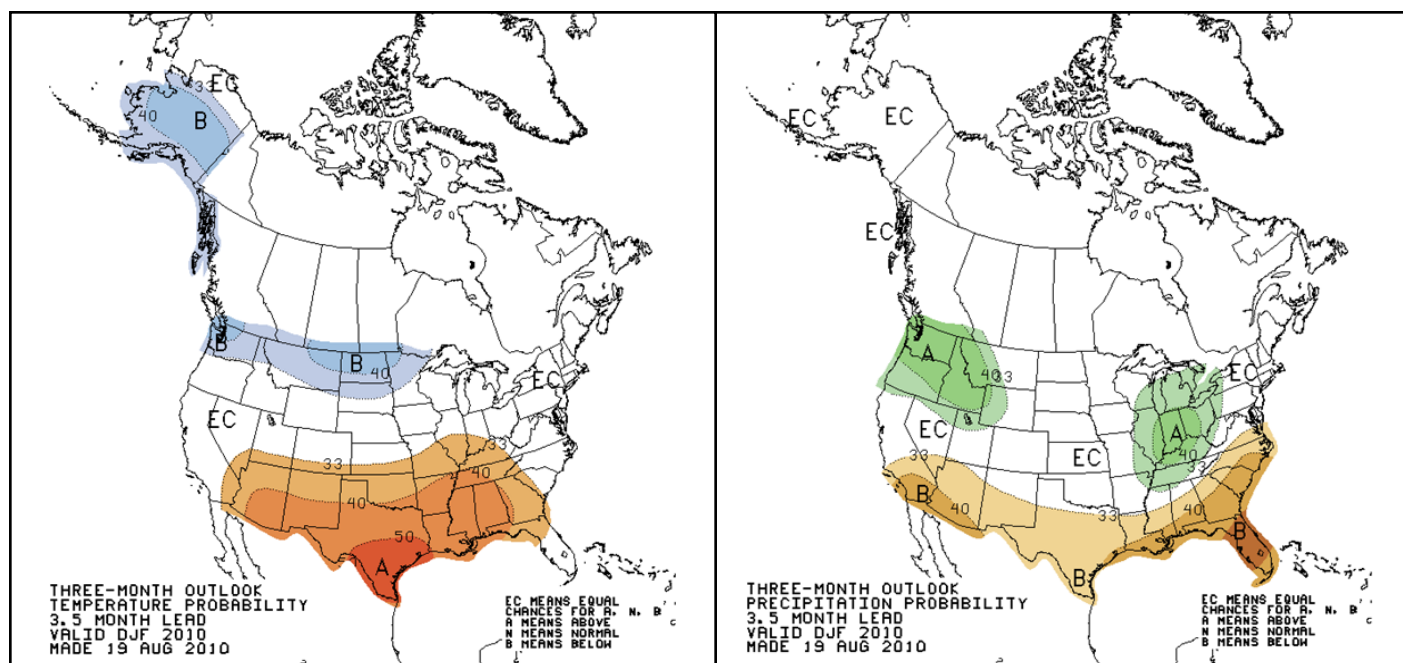 EC
33
40
B
B
B
40
EC
EC
33
33
40
40
50
A
THREE-MONTH OUTLOOK
TEMPERATURE PROBABILITY
3.5 MONTH LEAD
VALID DJF 2010
MADE 19 AUG 2010
EC MEANS EQUAL
CHANCES FOR A, N, B
A MEANS ABOVE
N MEANS NORMAL
B MEANS BELOW
EC
EC
EC
A
40
33
EC
EC
A
EC
40
33
33
B
40
33
40
B
B
THREE-MONTH OUTLOOK
PRECIPITATION PROBABILITY
3.5 MONTH LEAD
VALID DJF 2010
MADE 19 AUG 2010
EC MEANS EQUAL
CHANCES FOR A, N, B
A MEANS ABOVE
N MEANS NORMAL
B MEANS BELOW